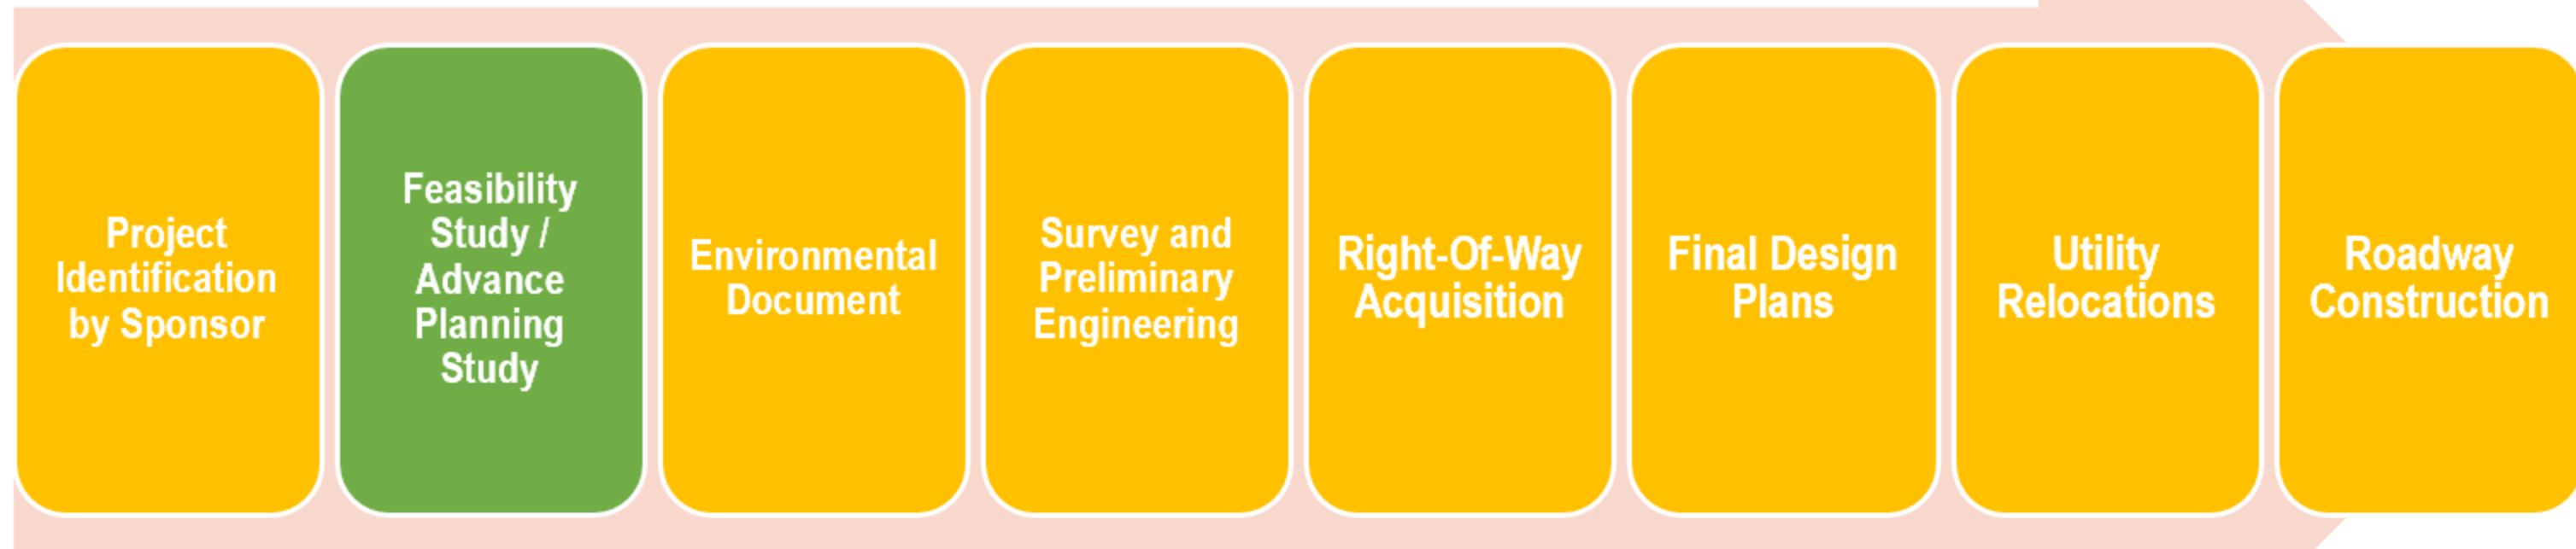 Project
Identification
by Sponsor
Feasibility
Study /
Advance
Planning
Study
Environmental
Document
Survey and
Preliminary
Engineering
Right-Of-Way
Acquisition
Final Design
Plans
Utility
Relocations
Roadway
Construction